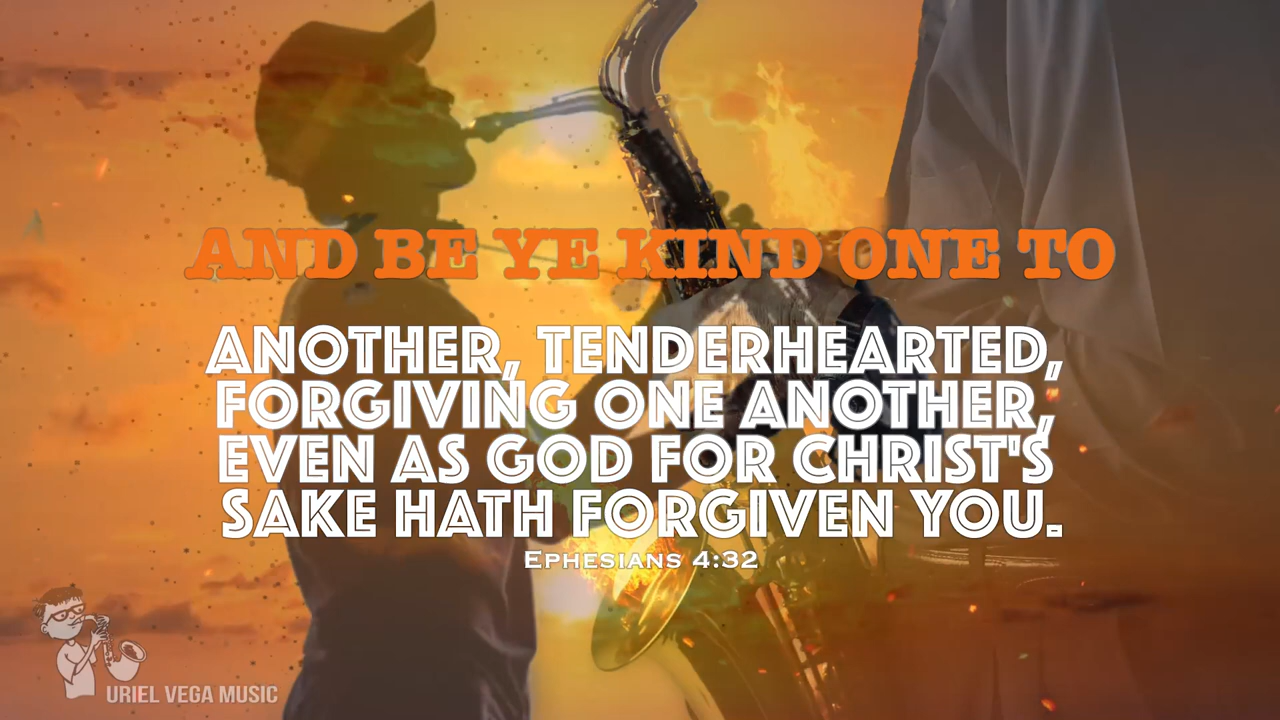 AND BE YE KIND ONE TO
ANOTHER, TENDERHEARTED,
FORGIVING ONE ANOTHER,
EVEN AS GOD FOR CHRIST'S
SAKE HATH FORGIVEN YOU.
EPHESIANS 4:32
URIEL VEGA MUSIC